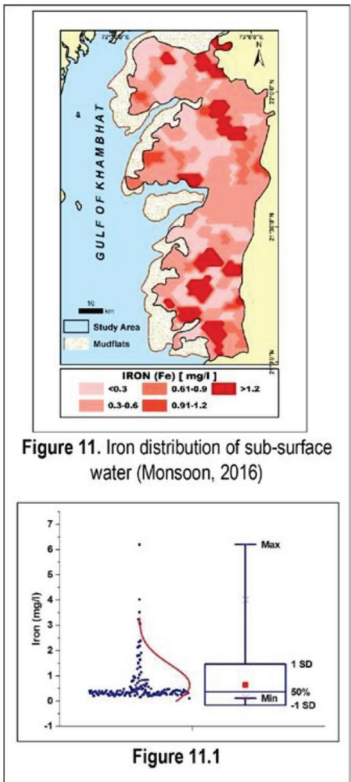 N
GULF OF KHAMBHAT
10
km
Study Area
Mudflats
IRON (Fe) [ mg/l ]
<0.3 0.61-0.9 >1.2
0.3-0.6 0.91-1.2
Figure 11. Iron distribution of sub-surface
water (Monsoon, 2016)
7
6
5
4
3
2
1
0
-1
Iron (mg/l)
Max
1 SD
50%
Min
-1 SD
Figure 11.1